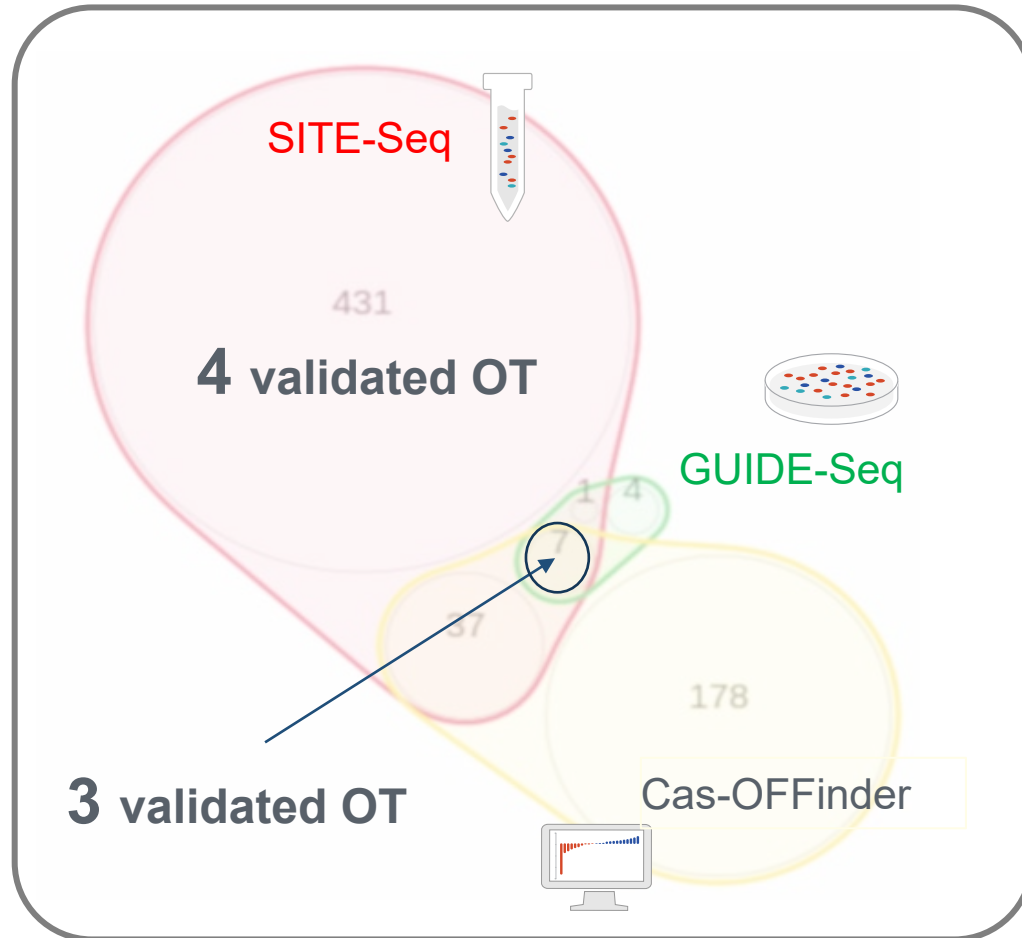 SITE-Seq
431
4 validated OT
GUIDE-Seq
1
4
7
37
178
3 validated OT
Cas-OFFinder